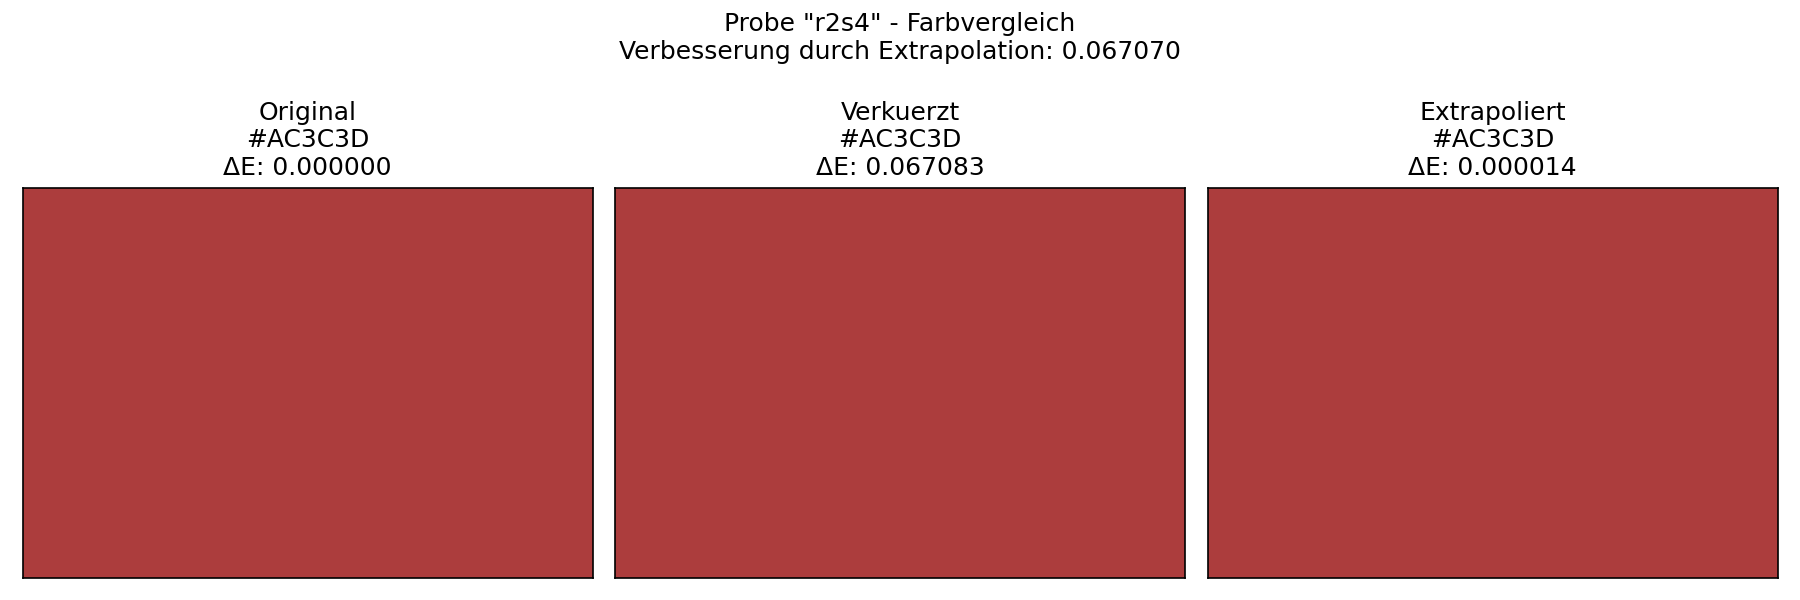 Probe "r2s4" - Farbvergleich
Verbesserung durch Extrapolation: 0.067070
Original
#AC3C3D
ΔE: 0.000000
Verkuerzt
#AC3C3D
ΔE: 0.067083
Extrapoliert
#AC3C3D
ΔE: 0.000014